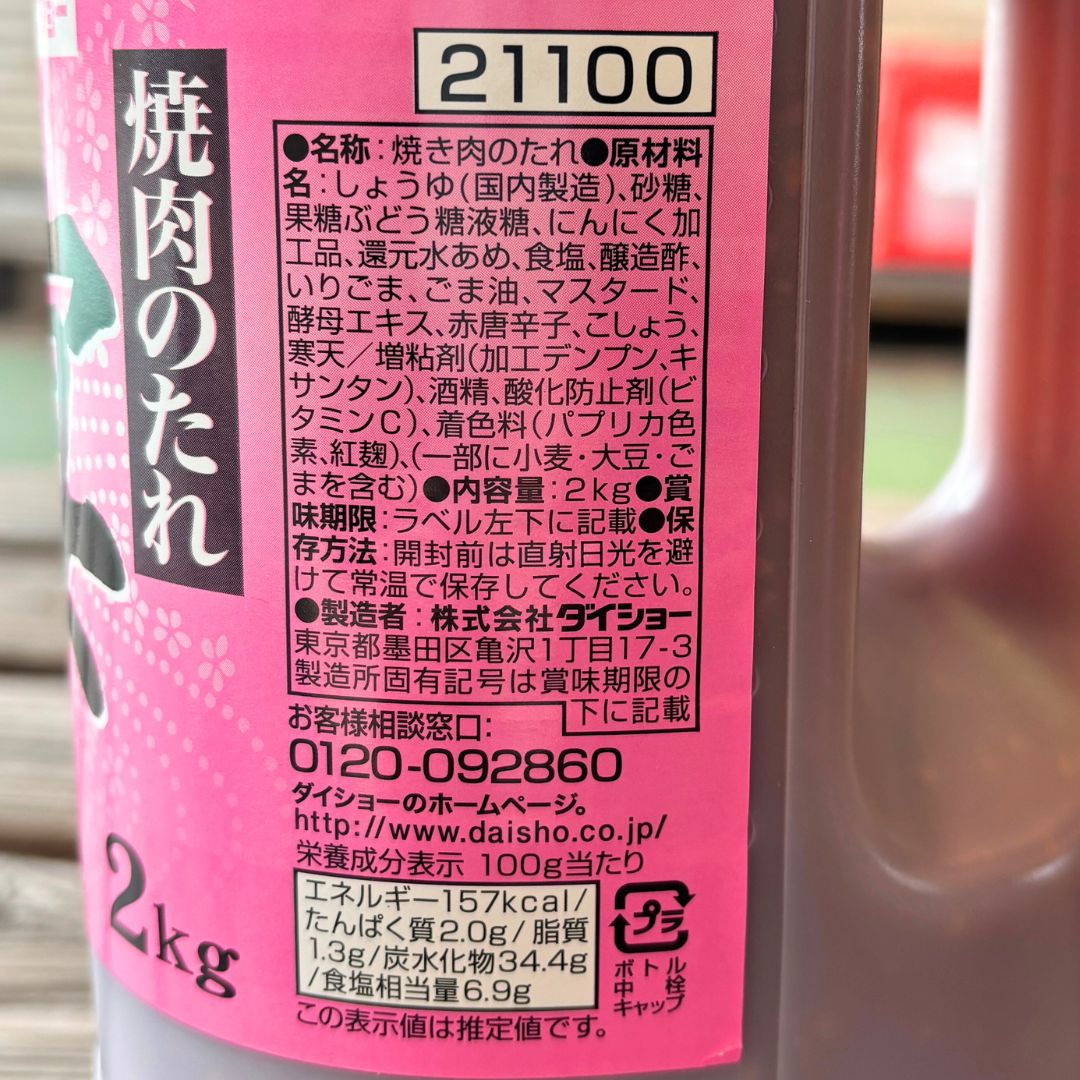 焼肉のたれ
2kg
21100
●名称:焼き肉のたれ●原材料
名:しょうゆ(国内製造)、砂糖、
果糖ぶどう糖液糖、にんにく加
工品、還元水あめ、食塩、醸造酢、
いりごま、ごま油、マスタード、
酵母エキス、赤唐辛子、こしょう、
寒天/増粘剤(加工デンプン、キ
サンタン)、酒精、酸化防止剤(ビ
タミンC)、着色料(パプリカ色
素、紅麹)、(一部に小麦・大豆・ご
まを含む)●内容量:2kg●賞
味期限:ラベル左下に記載●保
存方法:開封前は直射日光を避
けて常温で保存してください。
●製造者:株式会社ダイショー
東京都墨田区亀沢1丁目17-3
製造所固有記号は賞味期限の
下に記載
お客様相談窓口:
0120-092860
ダイショーのホームページ。
http://www.daisho.co.jp/
栄養成分表示 100g当たり
エネルギー157kcal/
たんぱく質2.0g/脂質
1.3g/炭水化物34.4g
/食塩相当量6.9g
この表示値は推定値です。
プラ
ボトル
中栓
キャップ